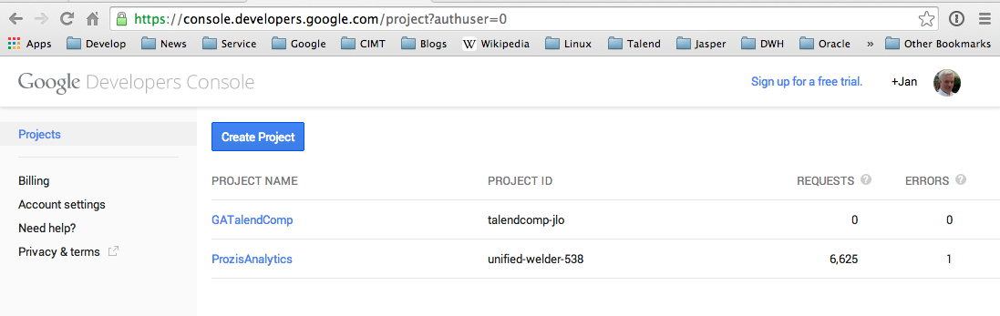 https://console.developers.google.com/project?authuser=0
Apps Develop News Service Google CIMT Blogs W Wikipedia Linux Talend Jasper DWH Oracle » Other Bookmarks
Google Developers Console Sign up for a free trial. +Jan
Projects Create Project
Billing PROJECT NAME PROJECT ID REQUESTS ? ERRORS ?
Account settings GATalendComp talendcomp-jlo 0 0
Need help?
Privacy & terms ProzisAnalytics unified-welder-538 6,625 1